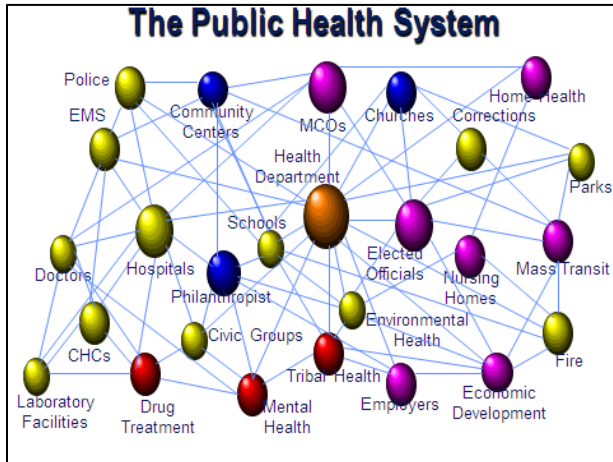 The Public Health System
Police
Community
Centers
MCOs
Churches
Home Health
Corrections
EMS
Health
Department
Parks
Schools
Doctors
Hospitals
Philanthropist
Elected
Officials
Nursing
Homes
Mass Transit
Environmental
Health
CHCs
Civic Groups
Fire
Tribal Health
Laboratory
Facilities
Drug
Treatment
Mental
Health
Employers
Economic
Development